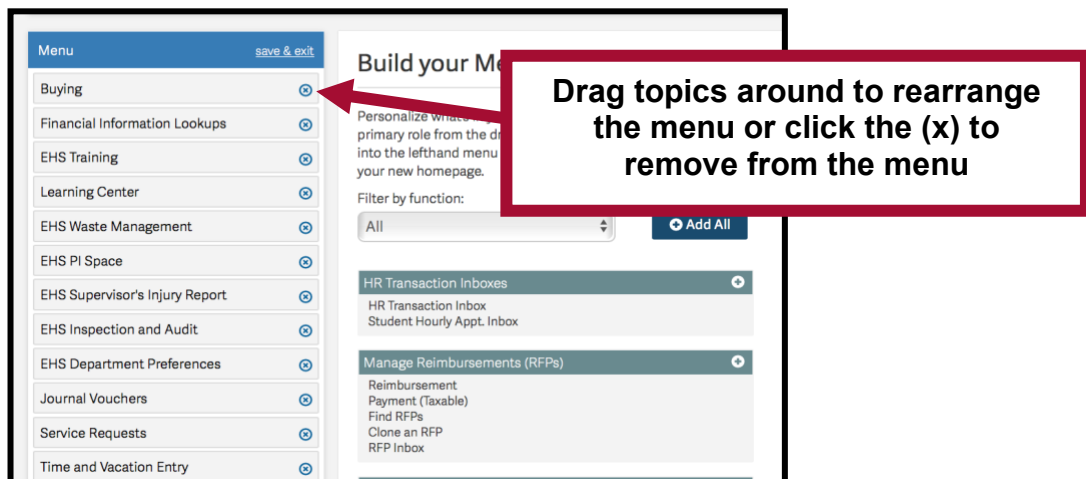 Menu save & exit
Buying
Financial Information Lookups
EHS Training
Learning Center
EHS Waste Management
EHS PI Space
EHS Supervisor's Injury Report
EHS Inspection and Audit
EHS Department Preferences
Journal Vouchers
Service Requests
Time and Vacation Entry
Build your
Drag topics around to rearrange
the menu or click the (x) to
remove from the menu
Personalize
primary role from the
into the lefthand menu
your new homepage.
Filter by function:
All
Add All
HR Transaction Inboxes
HR Transaction Inbox
Student Hourly Appt. Inbox
Manage Reimbursements (RFPs)
Reimbursement
Payment (Taxable)
Find RFPs
Clone an RFP
RFP Inbox